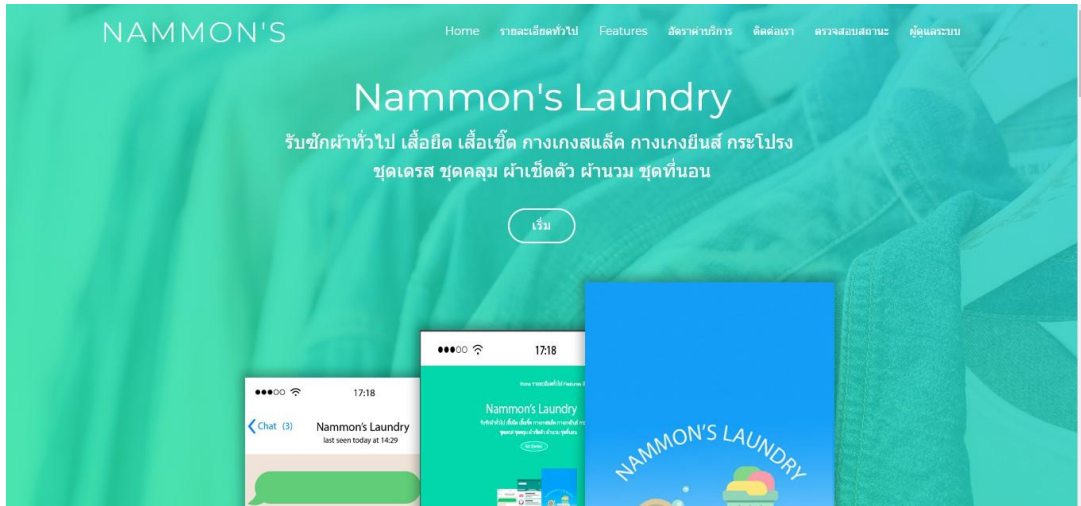 NAMMON'S
Home รายละเอียดทั่วไป Features อัตราค่าบริการ ติดต่อเรา ตรวจสอบสถานะ ผู้ดูแลระบบ
Nammon's Laundry
รับซักผ้าทั่วไป เสื้อยืด เสื้อเชิ๊ต กางเกงสแล็ค กางเกงยีนส์ กระโปรง
ชุดเดรส ชุดคลุม ผ้าเช็ดตัว ผ้านวม ชุดที่นอน
เริ่ม
17:18
Nammon's Laundry
17:18
Chat (3)
Nammon's Laundry
last seen today at 14:29
NAMMON'S LAUNDRY